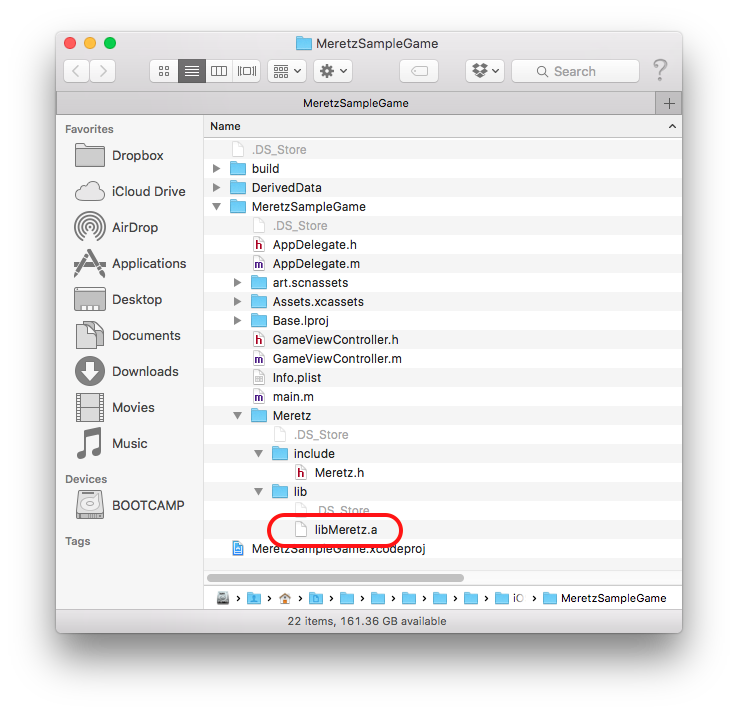 MeretzSampleGame
Search
MeretzSampleGame
Favorites
Dropbox
iCloud Drive
AirDrop
Applications
Desktop
Documents
Downloads
Movies
Music
Devices
BOOTCAMP
Tags
Name
.DS_Store
build
DerivedData
MeretzSampleGame
.DS_Store
h AppDelegate.h
m AppDelegate.m
art.scnassets
Assets.xcassets
Base.lproj
h GameViewController.h
m GameViewController.m
Info.plist
m main.m
Meretz
.DS_Store
include
h Meretz.h
lib
.DS_Store
libMeretz.a
MeretzSampleGame.xcodeproj
iO
MeretzSampleGame
22 items, 161.36 GB available